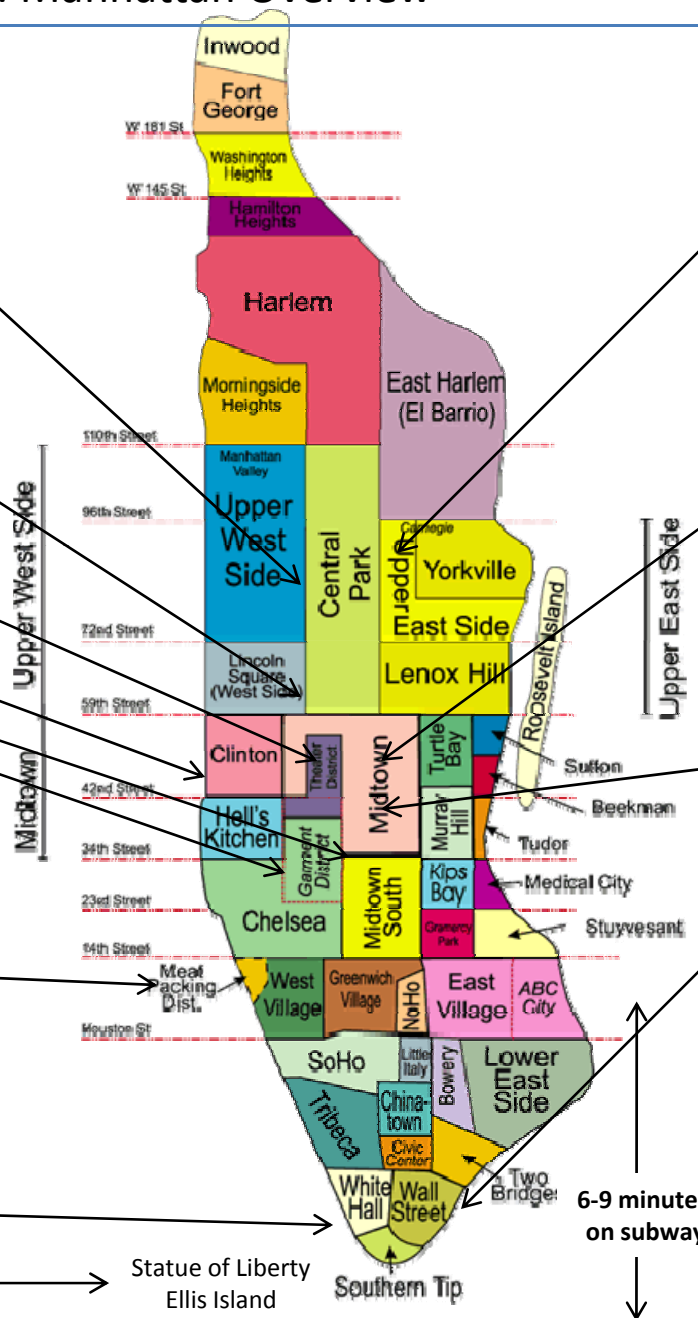 Manhattan Overview
Inwood
Fort
George
W 181 St
Washington
Heights
W 145 St
Hamilton
Heights
Harlem
Morningside
Heights
East Harlem
(El Barrio)
110th Street
Manhattan
Valley
Upper
West
Side
96th Street
Central
Park
Carnegie
Upper
Yorkville
East Side
Upper West Side
Upper East Side
Roosevelt Island
72nd Street
Lincoln
Square
(West Side)
Lenox Hill
59th Street
Clinton
Theater
District
Midtown
Turtle
Bay
Sutton
Midtown
42nd Street
Beekman
Hell's
Kitchen
Garment
District
Murray
Hill
Tudor
34th Street
Kips
Bay
Medical City
23rd Street
Chelsea
Midtown
South
Gramercy
Park
Stuyvesant
14th Street
Meat
Packing
Dist.
West
Village
Greenwich
Village
NoHo
East
Village
ABC
City
Houston St
SoHo
Little
Italy
Bowery
Lower
East
Side
Tribeca
China-
town
Civic
Center
Two
Bridges
White
Hall
Wall
Street
6-9 minute
on subway
Statue of Liberty
Ellis Island
Southern Tip